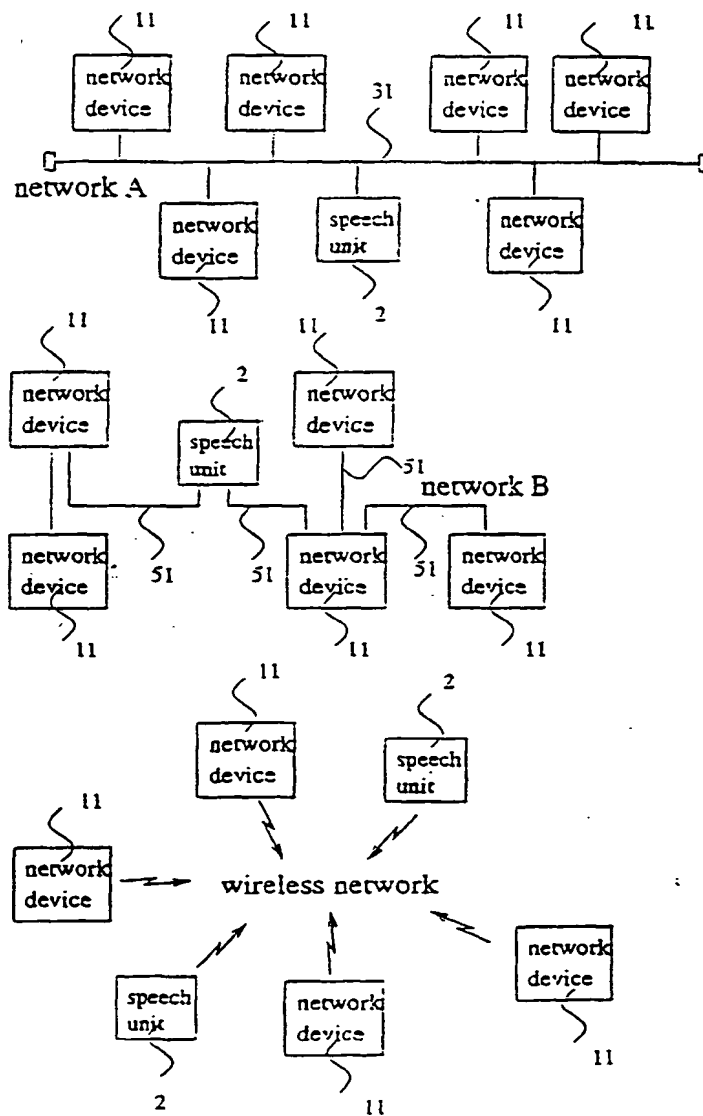 11 11 11 11
network device
network device
network device
network device
31
network A
network device
speech unit
network device
11 2 11
11 2 11
network device
speech unit
network device
51
network B
network device
51
51
network device
51
network device
11 11 11
11 2
network device
speech unit
11
network device
wireless network
speech unit
network device
network device
2 11 11